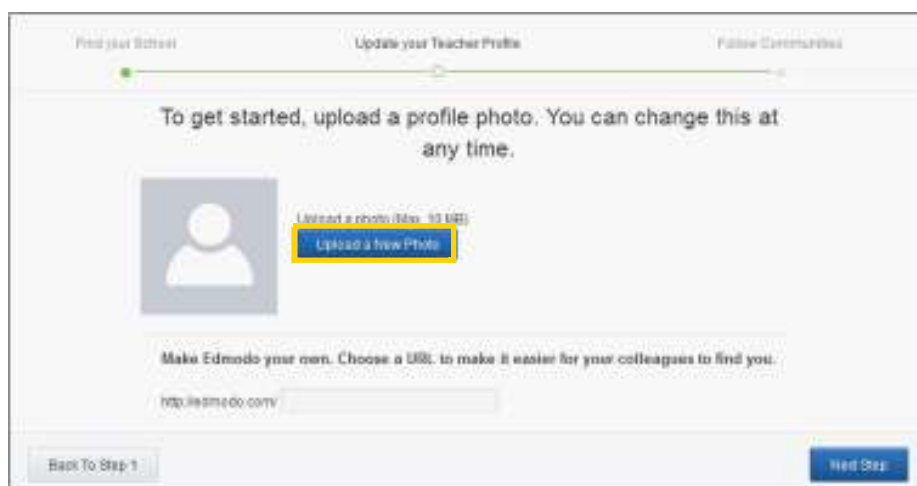 Find your School Update your Teacher Profile Follow Communities
To get started, upload a profile photo. You can change this at
any time.
Upload a photo (Max. 10 MB)
Upload a New Photo
Make Edmodo your own. Choose a URL to make it easier for your colleagues to find you.
http://edmodo.com/
Back To Step 1 Next Step